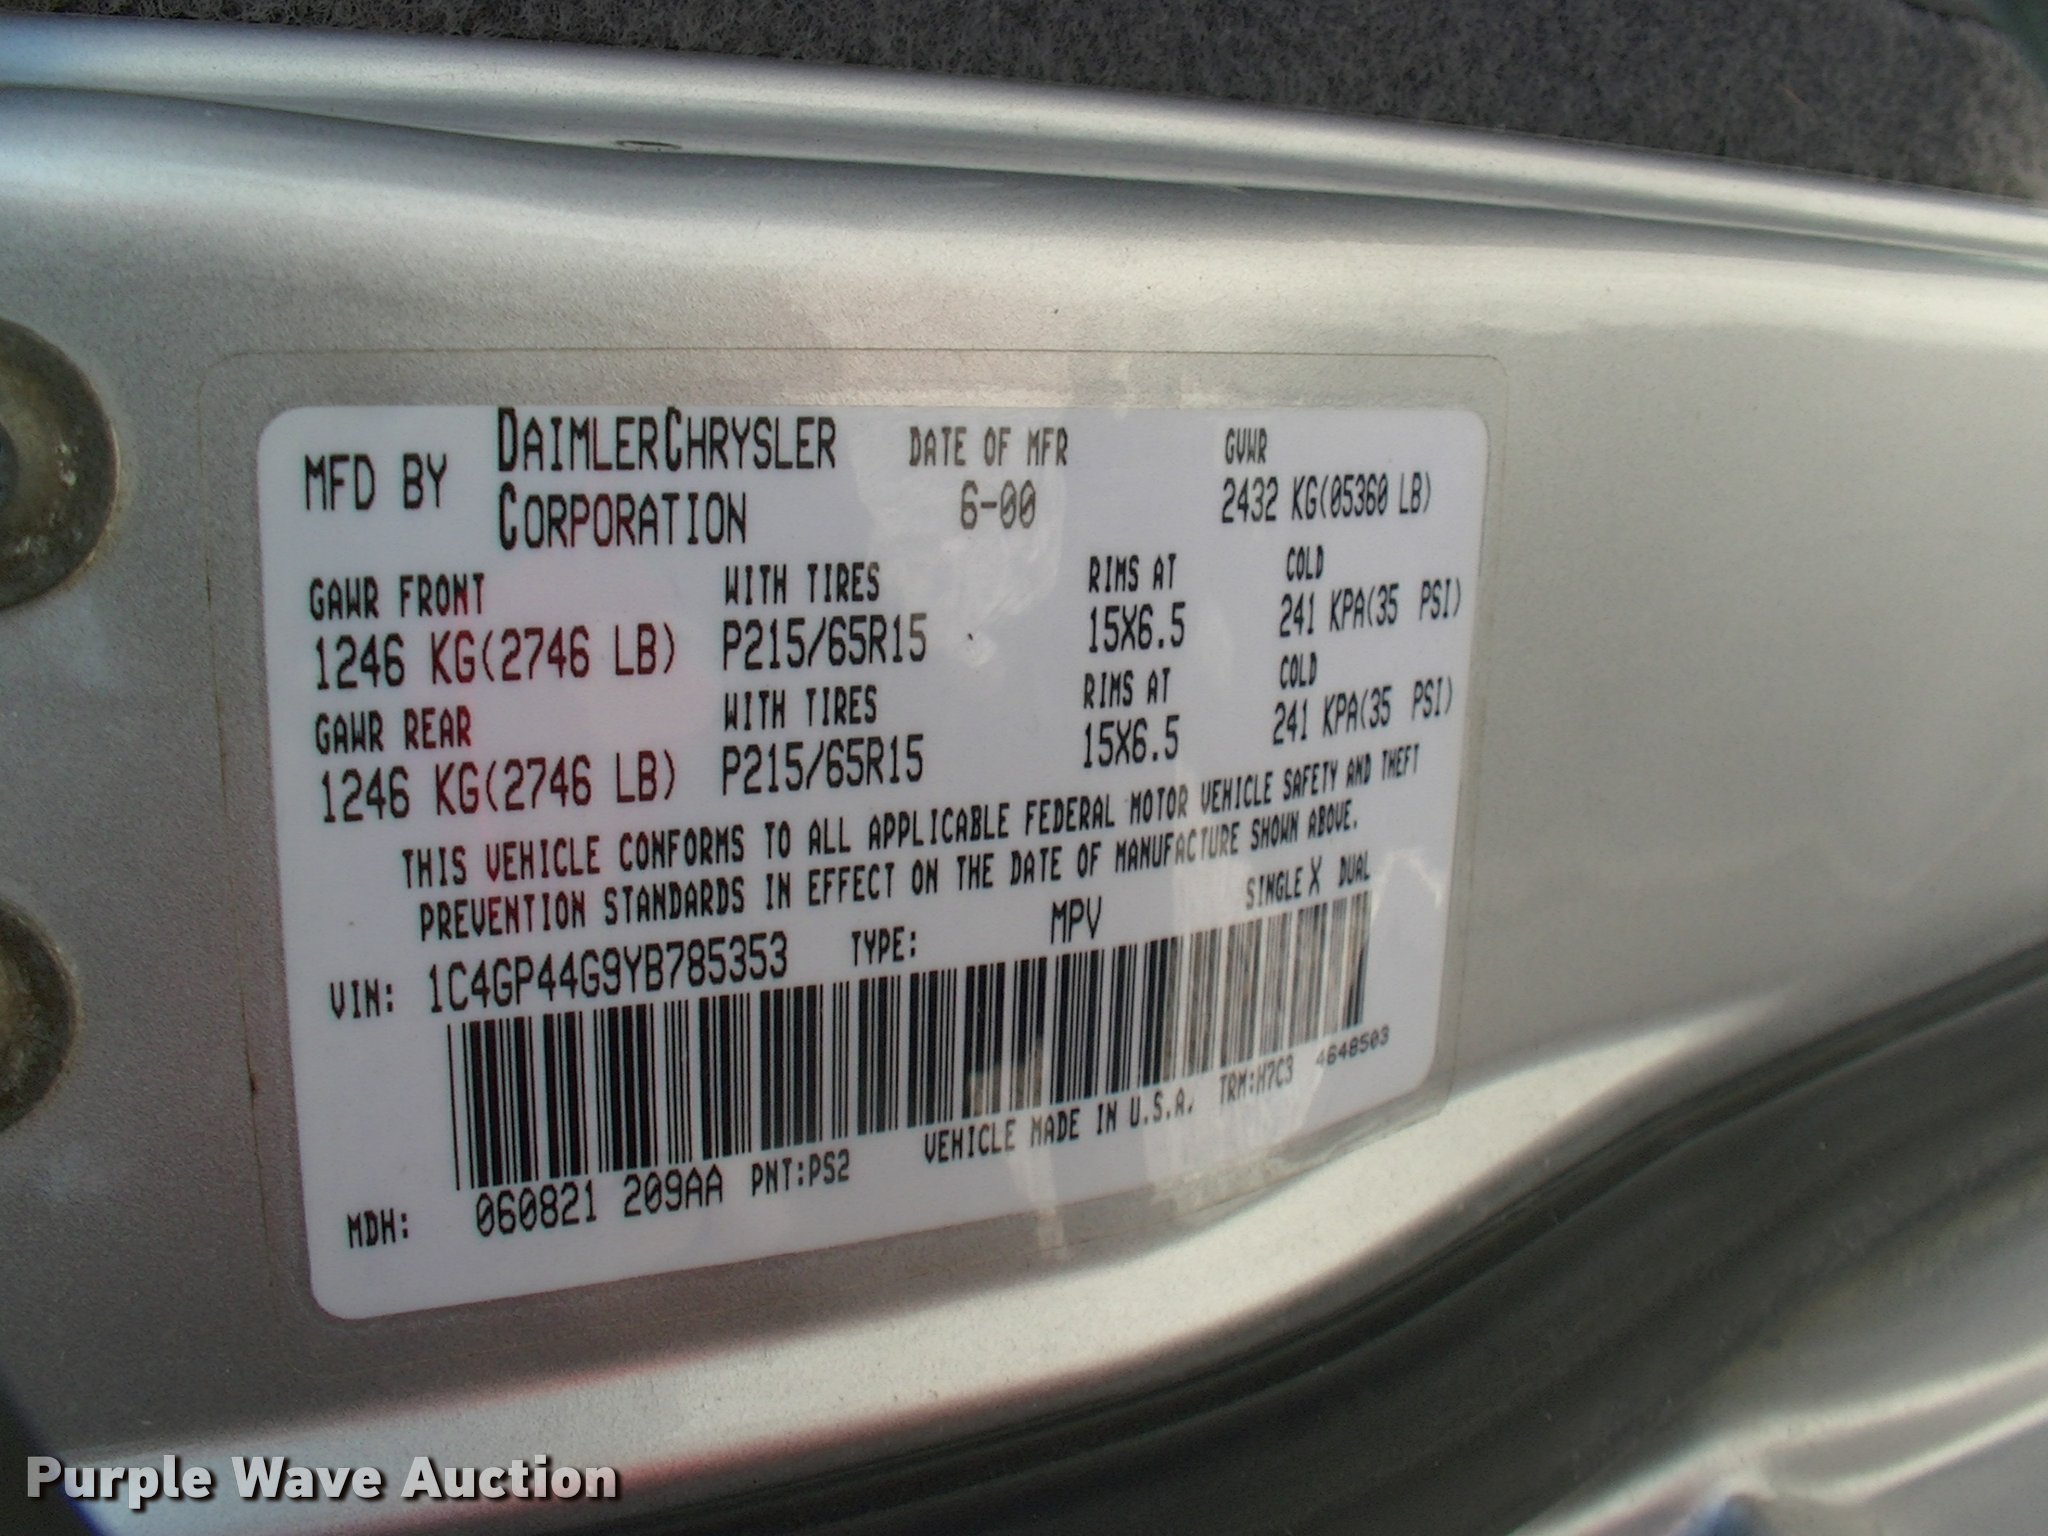 MFD BY DAIMLERCHRYSLER CORPORATION DATE OF MFR 6-00 GVWR 2432 KG(05360 LB)
GAWR FRONT WITH TIRES RIMS AT COLD
1246 KG(2746 LB) P215/65R15 15X6.5 241 KPA(35 PSI)
GAWR REAR WITH TIRES RIMS AT COLD
1246 KG(2746 LB) P215/65R15 15X6.5 241 KPA(35 PSI)
THIS VEHICLE CONFORMS TO ALL APPLICABLE FEDERAL MOTOR VEHICLE SAFETY AND THEFT
PREVENTION STANDARDS IN EFFECT ON THE DATE OF MANUFACTURE SHOWN ABOVE.
VIN: 1C4GP44G9YB785353 TYPE: MPV SINGLE X DUAL
MDH: 060821 209AA PNT:PS2 VEHICLE MADE IN U.S.A. TRM:H7C3 4648503
Purple Wave Auction